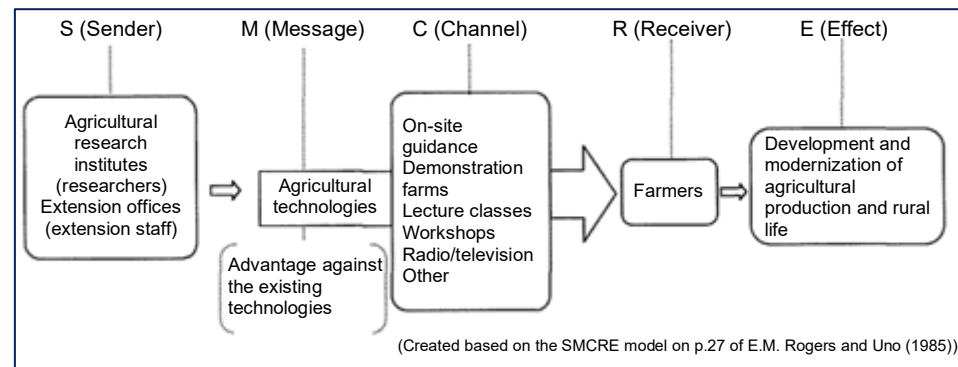 S (Sender)
M (Message)
C (Channel)
R (Receiver)
E (Effect)
Agricultural
research
institutes
(researchers)
Extension offices
(extension staff)
Agricultural
technologies
Advantage against
the existing
technologies
On-site
guidance
Demonstration
farms
Lecture classes
Workshops
Radio/television
Other
Farmers
Development and
modernization of
agricultural
production and rural
life
(Created based on the SMCRE model on p.27 of E.M. Rogers and Uno (1985))